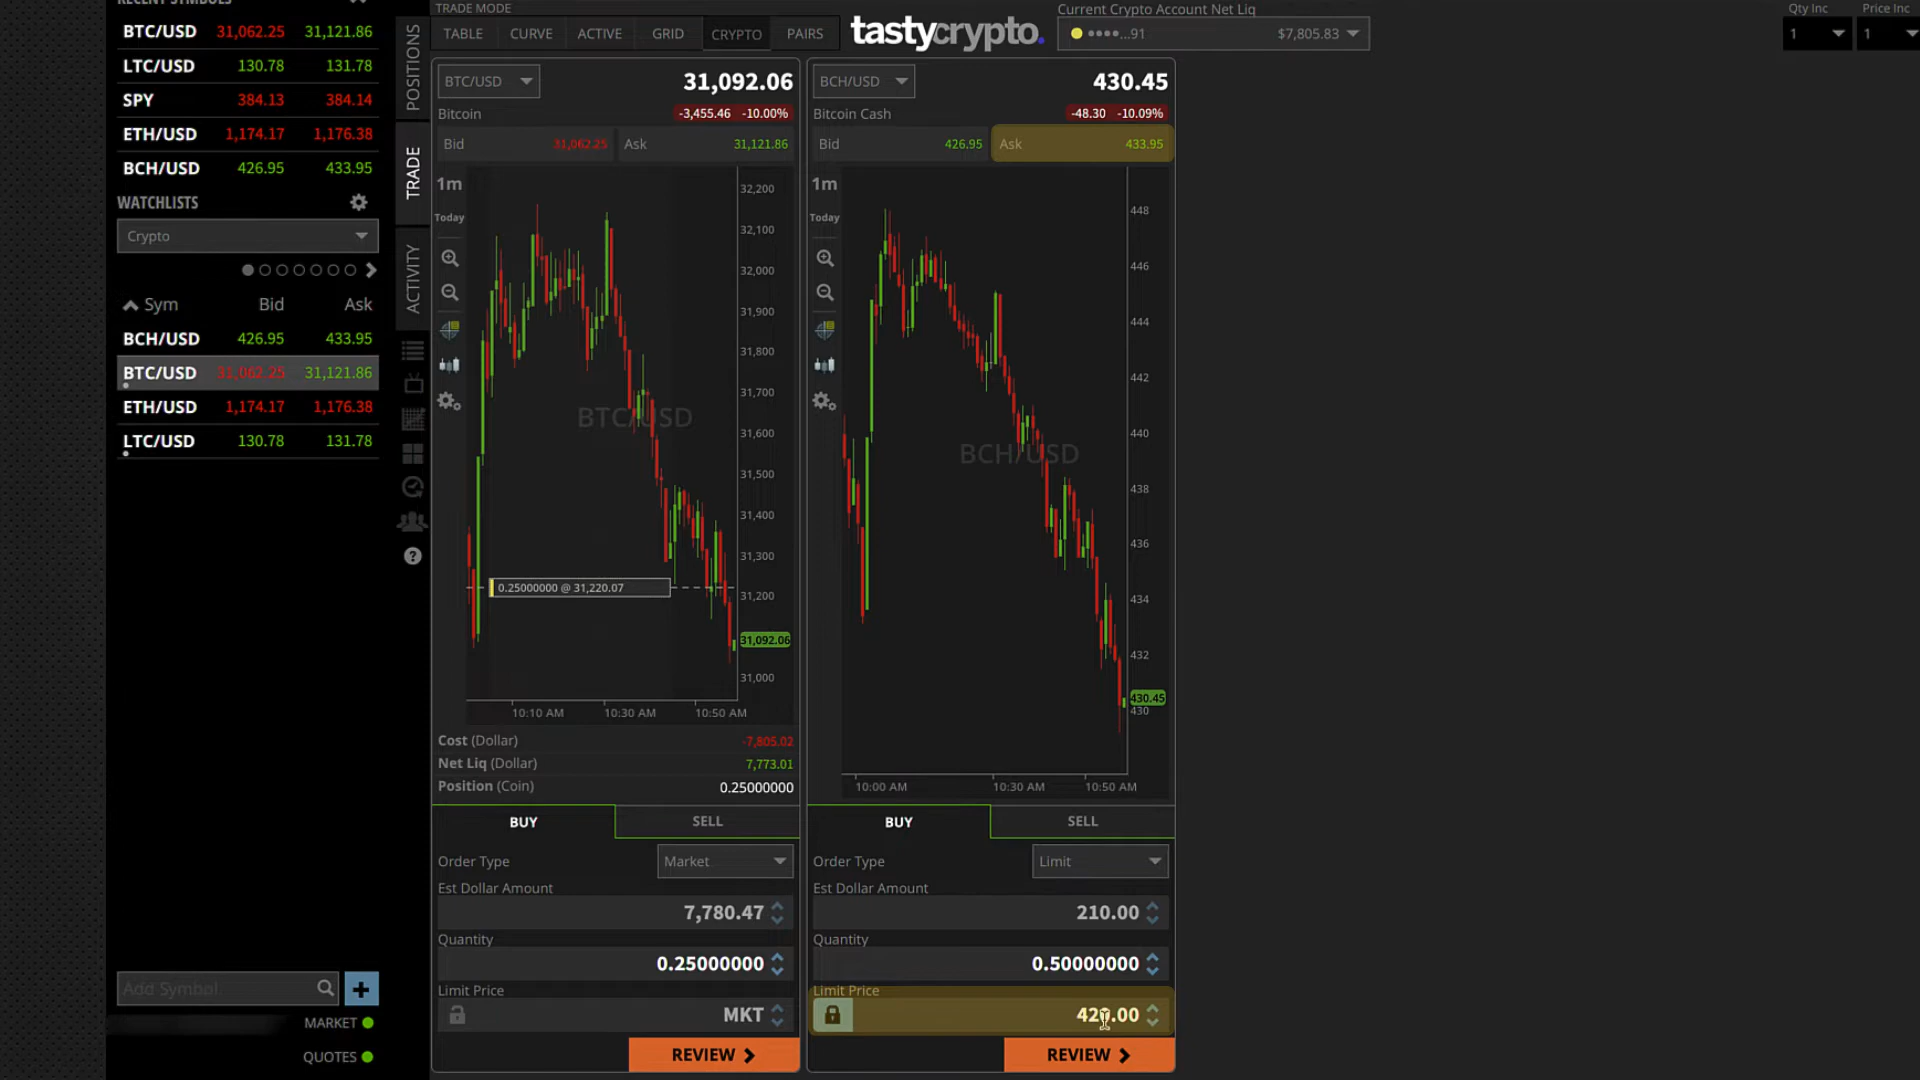 RECENT SYMBOLS
BTC/USD 31,062.25 31,121.86
LTC/USD 130.78 131.78
SPY 384.13 384.14
ETH/USD 1,174.17 1,176.38
BCH/USD 426.95 433.95
WATCHLISTS
Crypto
Sym Bid Ask
BCH/USD 426.95 433.95
BTC/USD 31,062.25 31,121.86
ETH/USD 1,174.17 1,176.38
LTC/USD 130.78 131.78
Add Symbol
MARKET
QUOTES
POSITIONS
TRADE
ACTIVITY
TRADE MODE
TABLE CURVE ACTIVE GRID CRYPTO PAIRS
tastycrypto.
Current Crypto Account Net Liq
••••...91 $7,805.83
Qty Inc Price Inc
1 1
BTC/USD 31,092.06
Bitcoin -3,455.46 -10.00%
Bid 31,062.25 Ask 31,121.86
1m
Today
32,200
32,100
32,000
31,900
31,800
31,700
31,600
31,500
31,400
31,300
31,200
31,092.06
31,000
BTC/USD
0.25000000 @ 31,220.07
10:10 AM 10:30 AM 10:50 AM
Cost (Dollar) -7,805.02
Net Liq (Dollar) 7,773.01
Position (Coin) 0.25000000
BUY SELL
Order Type Market
Est Dollar Amount
7,780.47
Quantity
0.25000000
Limit Price
MKT
REVIEW
BCH/USD 430.45
Bitcoin Cash -48.30 -10.09%
Bid 426.95 Ask 433.95
1m
Today
448
446
444
442
440
438
436
434
432
430.45
430
BCH/USD
10:00 AM 10:30 AM 10:50 AM
BUY SELL
Order Type Limit
Est Dollar Amount
210.00
Quantity
0.50000000
Limit Price
420.00
REVIEW